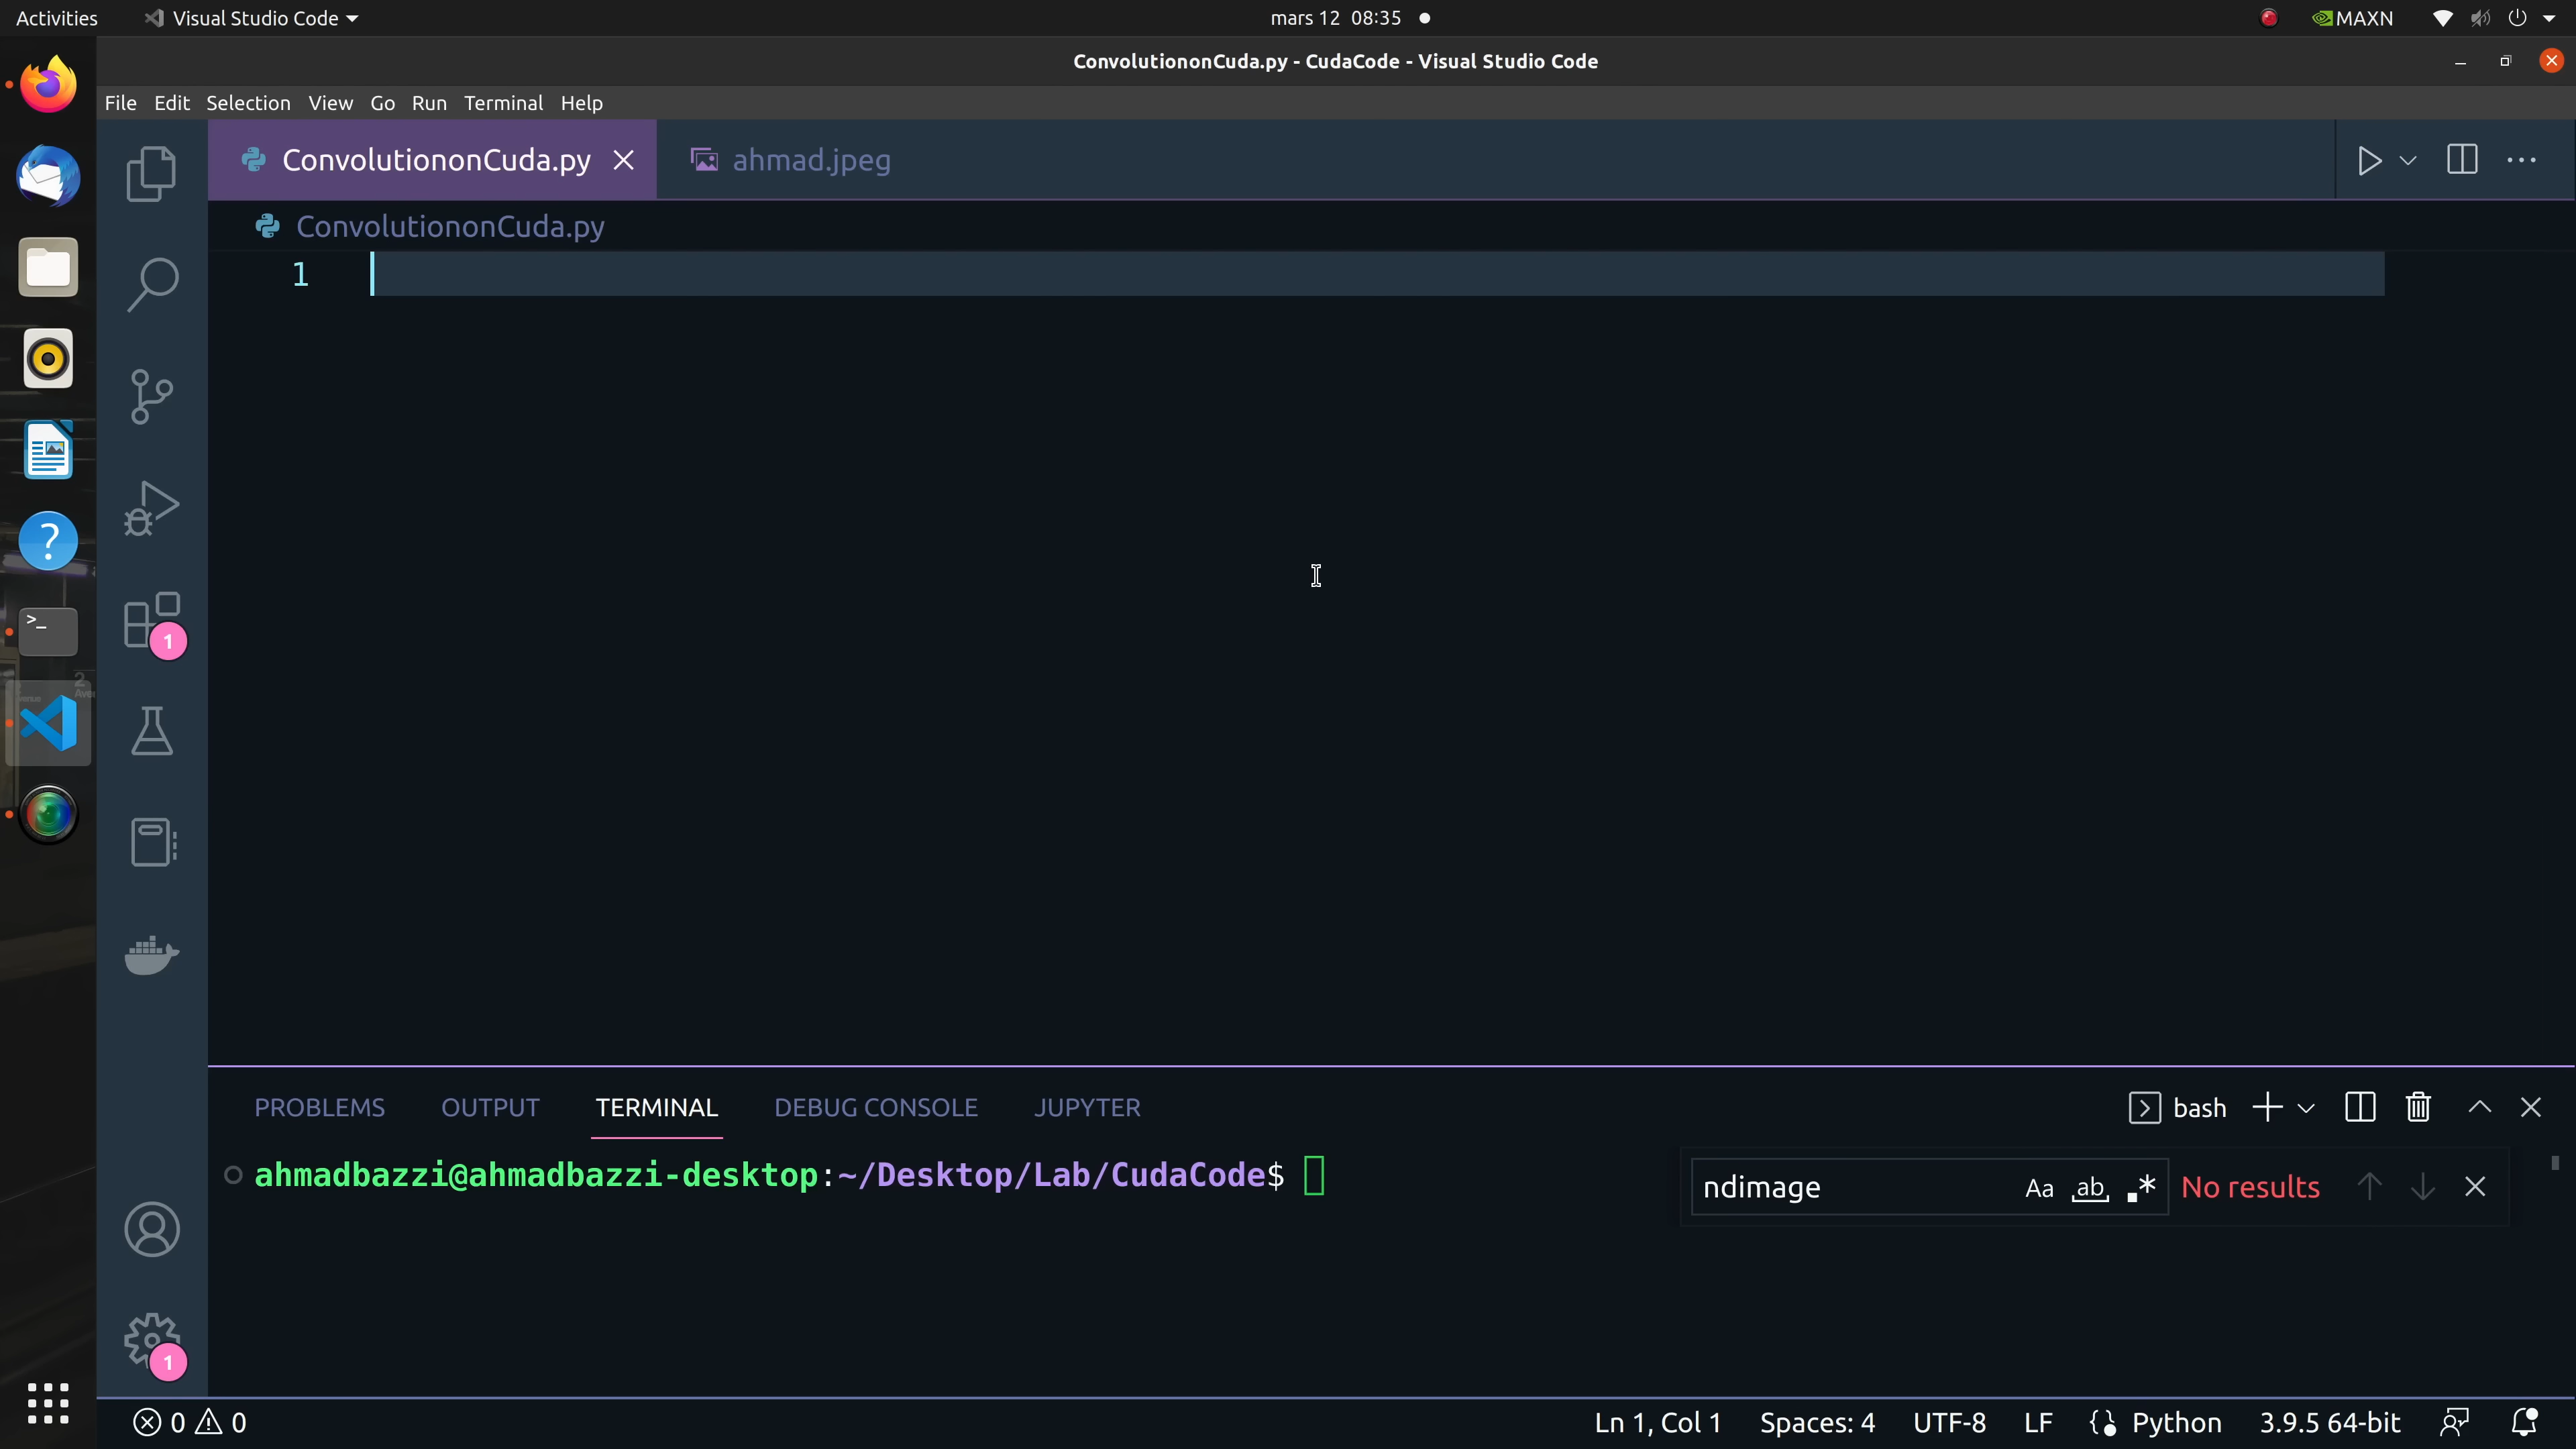 Activities Visual Studio Code mars 12 08:35 MAXN
ConvolutiononCuda.py - CudaCode - Visual Studio Code
File Edit Selection View Go Run Terminal Help
ConvolutiononCuda.py ahmad.jpeg
ConvolutiononCuda.py
1
1
PROBLEMS OUTPUT TERMINAL DEBUG CONSOLE JUPYTER bash
ahmadbazzi@ahmadbazzi-desktop:~/Desktop/Lab/CudaCode$
ndimage Aa ab .* No results
1
0 0 Ln 1, Col 1 Spaces: 4 UTF-8 LF Python 3.9.5 64-bit